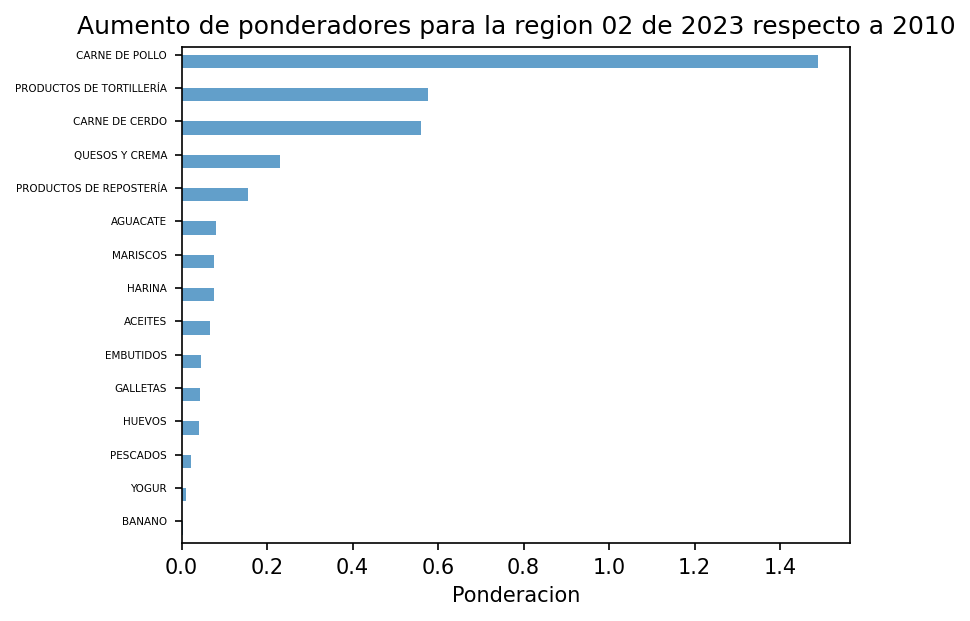 Aumento de ponderadores para la region 02 de 2023 respecto a 2010
CARNE DE POLLO
PRODUCTOS DE TORTILLERÍA
CARNE DE CERDO
QUESOS Y CREMA
PRODUCTOS DE REPOSTERÍA
AGUACATE
MARISCOS
HARINA
ACEITES
EMBUTIDOS
GALLETAS
HUEVOS
PESCADOS
YOGUR
BANANO
0.0 0.2 0.4 0.6 0.8 1.0 1.2 1.4
Ponderacion